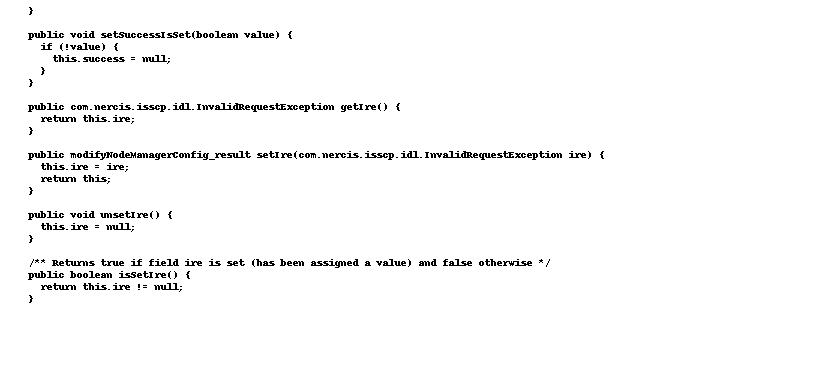 }
public void setSuccessIsSet(boolean value) {
if (!value) {
this.success = null;
}
}
public com.nercis.isscp.idl.InvalidRequestException getIre() {
return this.ire;
}
public modifyNodeManagerConfig_result setIre(com.nercis.isscp.idl.InvalidRequestException ire) {
this.ire = ire;
return this;
}
public void unsetIre() {
this.ire = null;
}
/** Returns true if field ire is set (has been assigned a value) and false otherwise */
public boolean isSetIre() {
return this.ire != null;
}